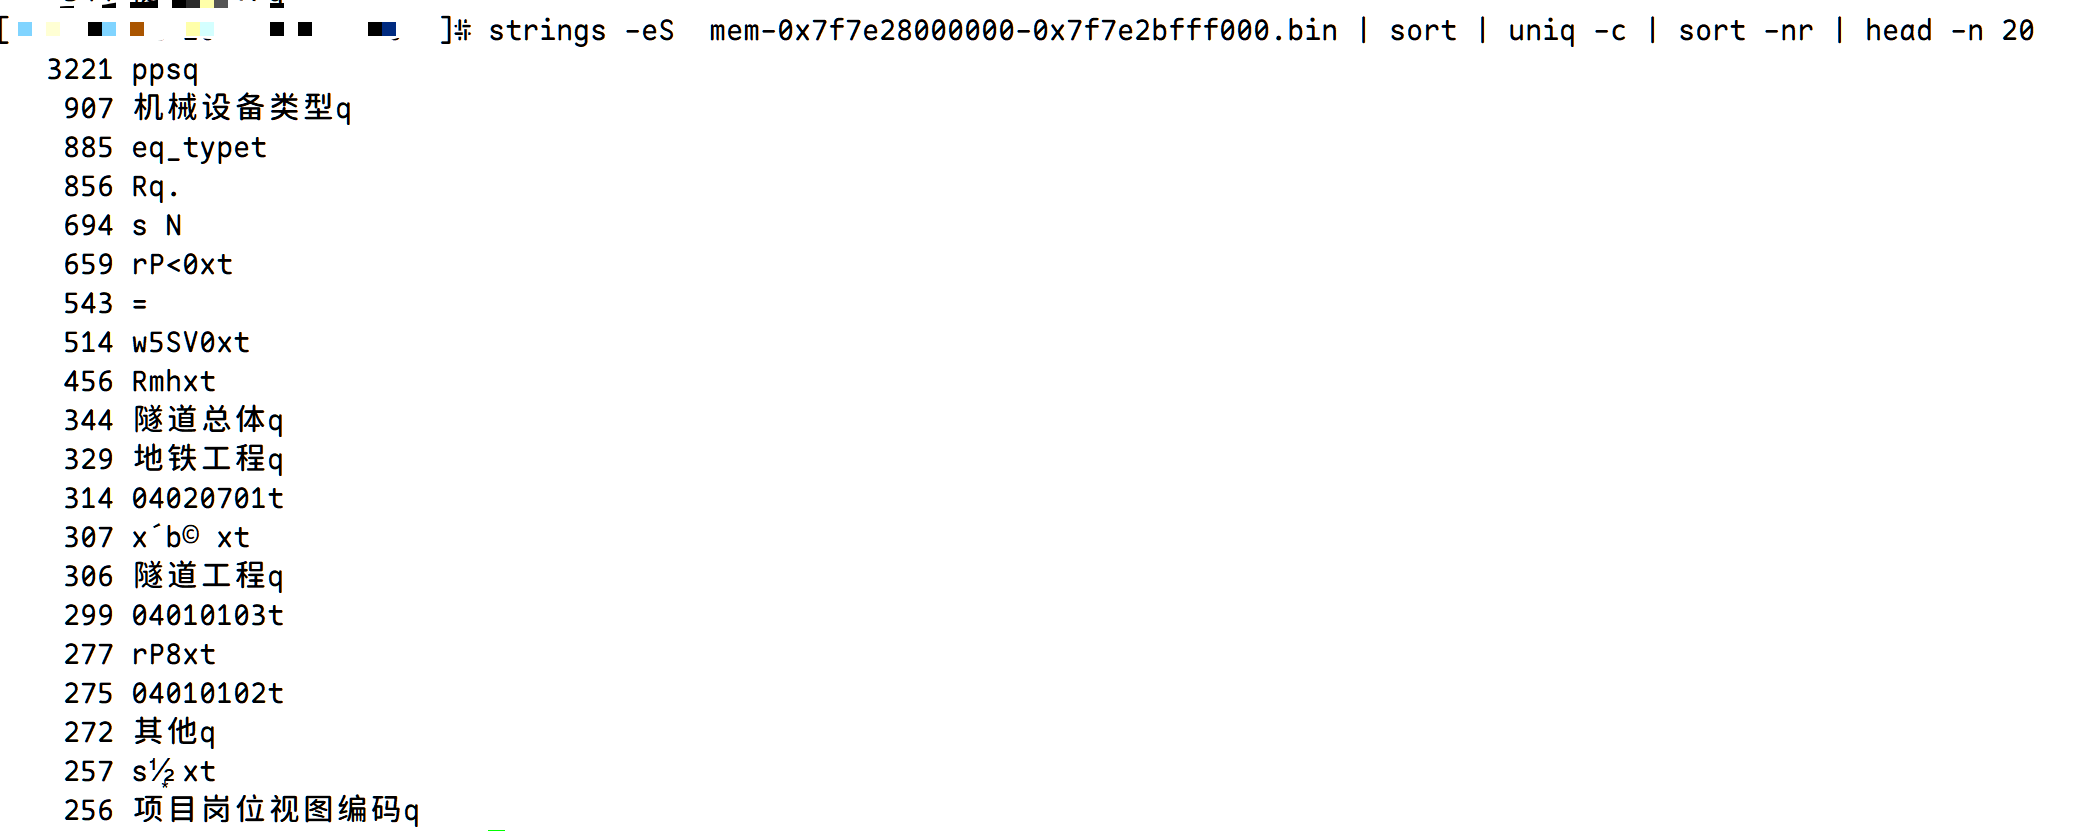 ]# strings -eS  mem-0x7f7e28000000-0x7f7e2bfff000.bin | sort | uniq -c | sort -nr | head -n 20
3221 ppsq
907 机械设备类型q
885 eq_typet
856 Rq.
694 s N
659 rP<0xt
543 =
514 w5SV0xt
456 Rmhxt
344 隧道总体q
329 地铁工程q
314 04020701t
307 x´b© xt
306 隧道工程q
299 04010103t
277 rP8xt
275 04010102t
272 其他q
257 s½ xt
256 项目岗位视图编码q